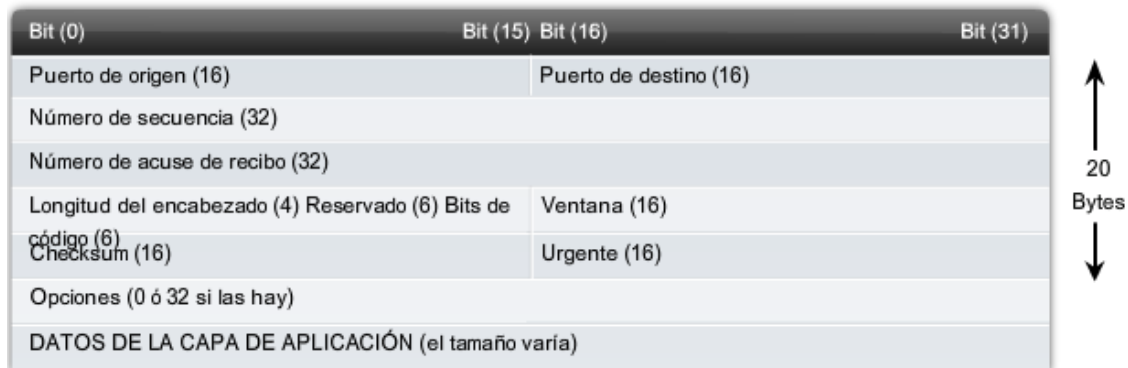 Bit (0) Bit (15) Bit (16) Bit (31)
Puerto de origen (16) Puerto de destino (16)
Número de secuencia (32)
Número de acuse de recibo (32)
20
Longitud del encabezado (4) Reservado (6) Bits de Ventana (16)
Bytes
código (6)
Checksum (16) Urgente (16)
Opciones (0 ó 32 si las hay)
DATOS DE LA CAPA DE APLICACIÓN (el tamaño varía)